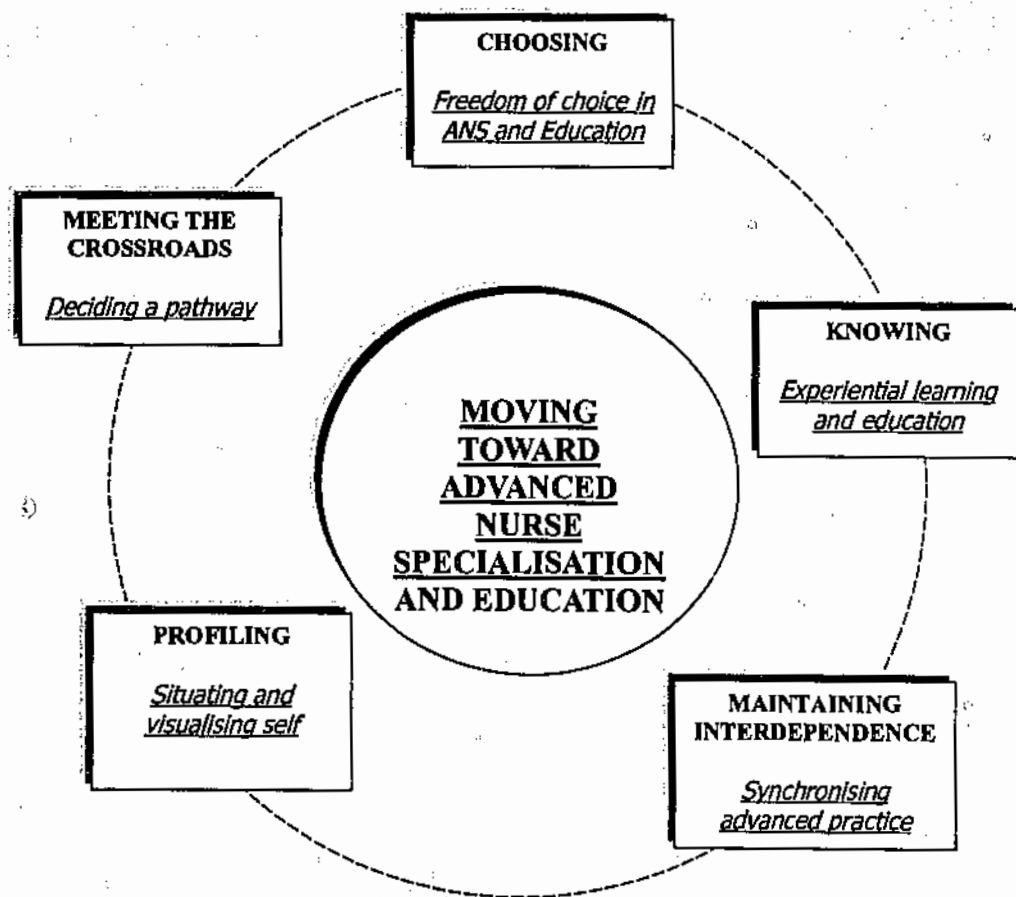 CHOOSING
Freedom of choice in
ANS and Education
MEETING THE
CROSSROADS
Deciding a pathway
KNOWING
Experiential learning
and education
MOVING
TOWARD
ADVANCED
NURSE
SPECIALISATION
AND EDUCATION
PROFILING
Situating and
visualising self
MAINTAINING
INTERDEPENDENCE
Synchronising
advanced practice